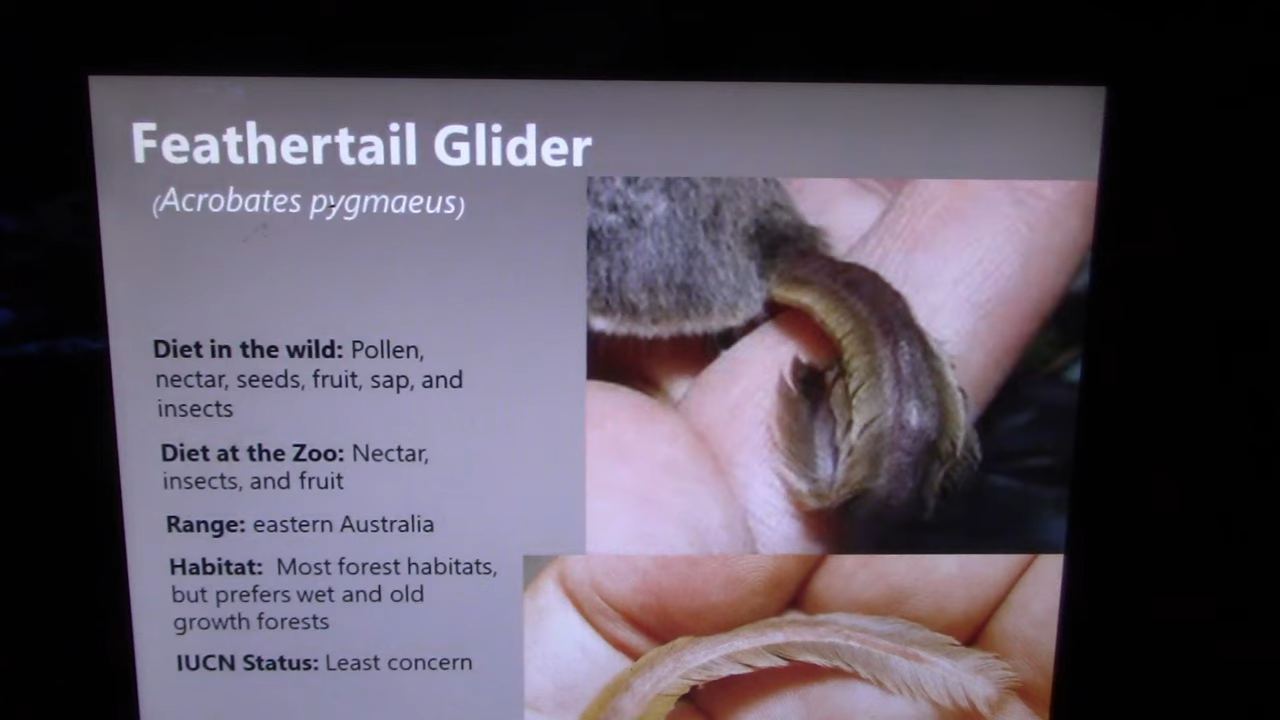 Feathertail Glider
(Acrobates pygmaeus)
Diet in the wild: Pollen,
nectar, seeds, fruit, sap, and
insects
Diet at the Zoo: Nectar,
insects, and fruit
Range: eastern Australia
Habitat: Most forest habitats,
but prefers wet and old
growth forests
IUCN Status: Least concern